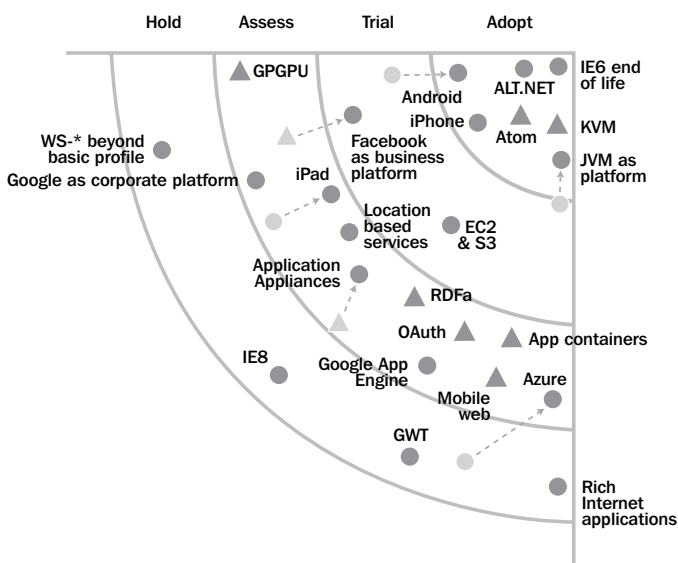 Hold
Assess
Trial
Adopt
GPGPU
Android
ALT.NET
IE6 end
of life
iPhone
Atom
KVM
WS-* beyond
basic profile
Facebook
as business
platform
JVM as
platform
Google as corporate platform
iPad
Location
based
services
EC2
& S3
Application
Appliances
RDFa
OAuth
App containers
IE8
Google App
Engine
Mobile
web
Azure
GWT
Rich
Internet
applications